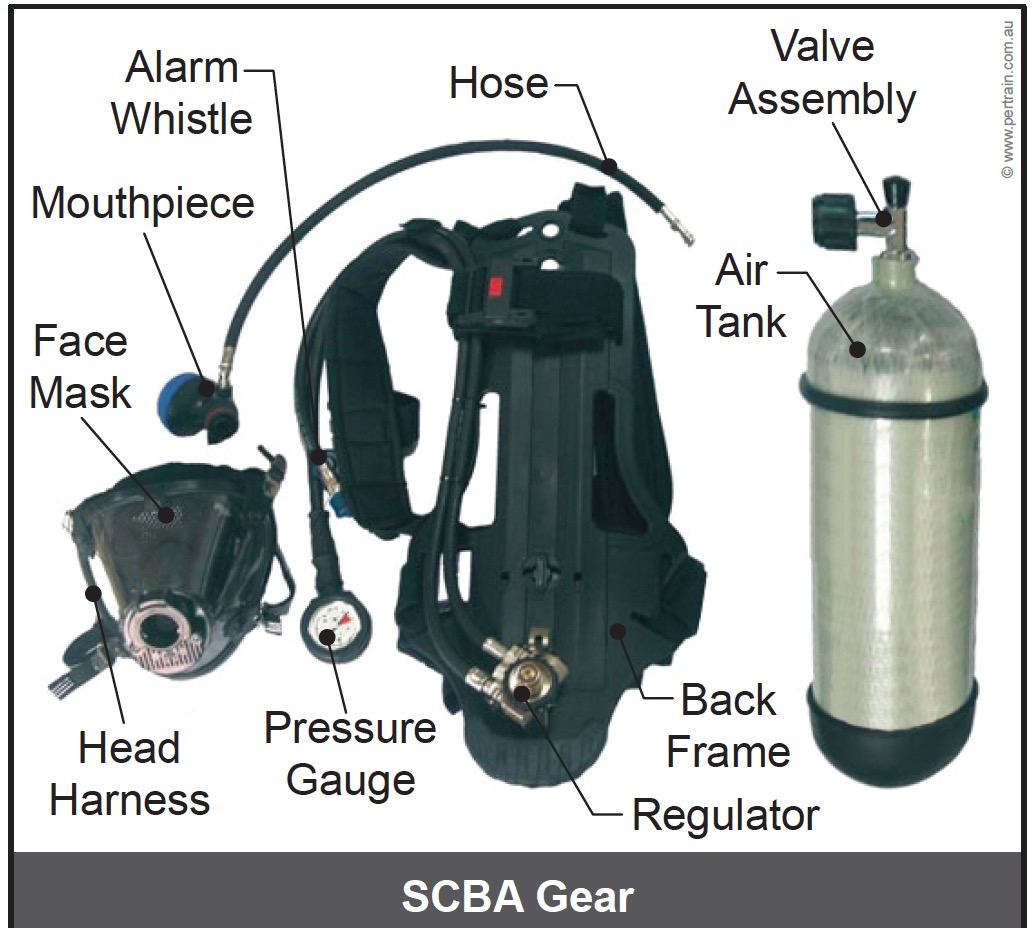 Alarm
Whistle
Hose
Valve
Assembly
© www.pertrain.com.au
Mouthpiece
Air
Tank
Face
Mask
Head
Harness
Pressure
Gauge
Back
Frame
Regulator
SCBA Gear